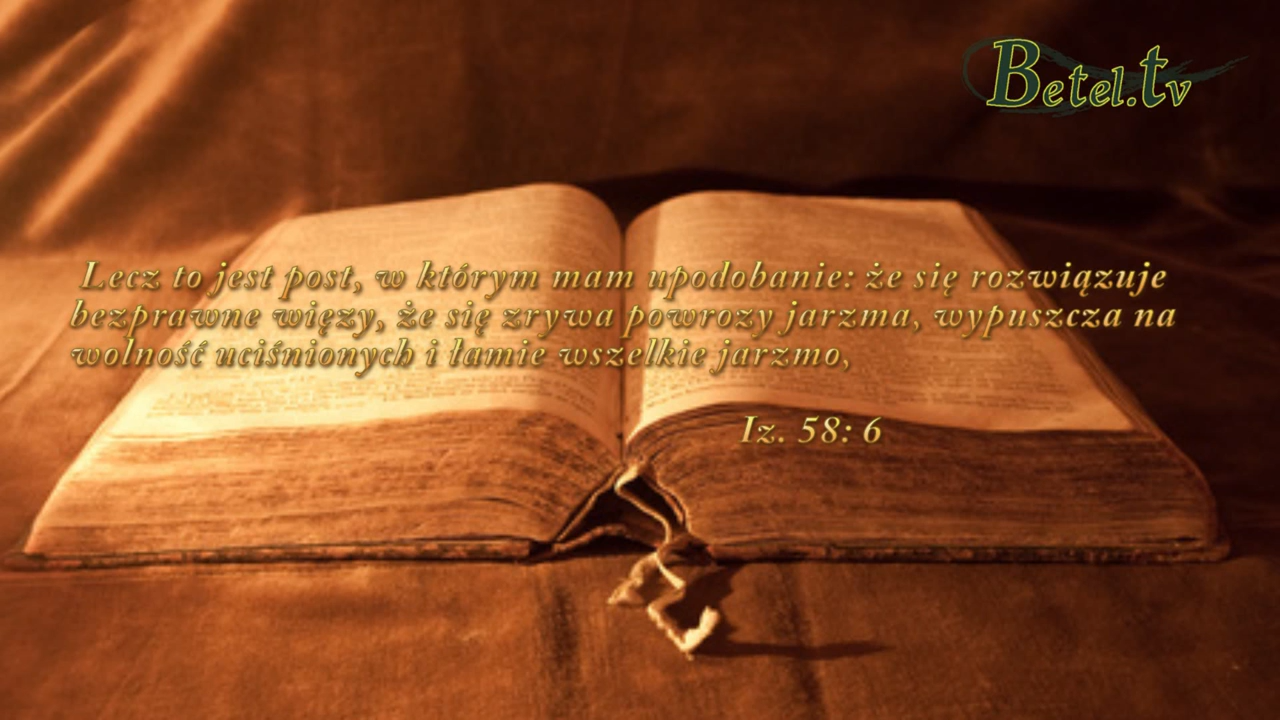 Betel.tv
Lecz to jest post, w którym mam upodobanie: że się rozwiązuje
bezprawne więzy, że się zrywa powrozy jarzma, wypuszcza na
wolność uciśnionych i łamie wszelkie jarzmo,
Iz. 58: 6